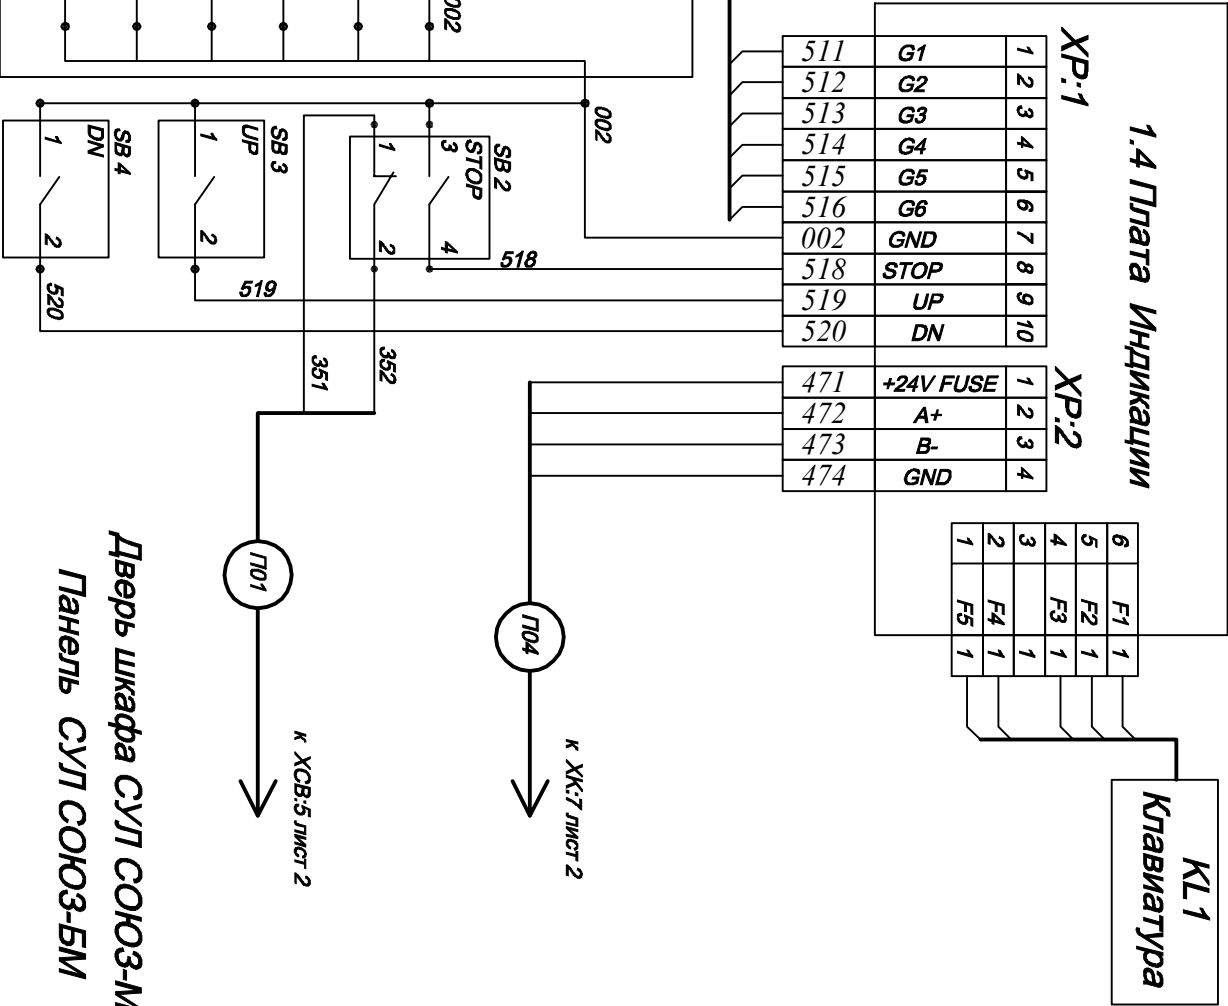 1.4 Плата Индикации
ХР:1
511 G1 1
512 G2 2
513 G3 3
514 G4 4
515 G5 5
516 G6 6
002 GND 7
518 STOP 8
519 UP 9
520 DN 10
ХР:2
471 +24V FUSE 1
472 A+ 2
473 B- 3
474 GND 4
6 F1 1
5 F2 1
4 F3 1
3 1
2 F4 1
1 F5 1
KL1
Клавиатура
002
002
SB 2
STOP
3 4
1 2
518
SB 3
UP
1 2
519
SB 4
DN
1 2
520
352
351
П04
к ХК:7 лист 2
П01
к ХСВ:5 лист 2
Дверь шкафа СУЛ СОЮЗ-М
Панель СУЛ СОЮЗ-БМ